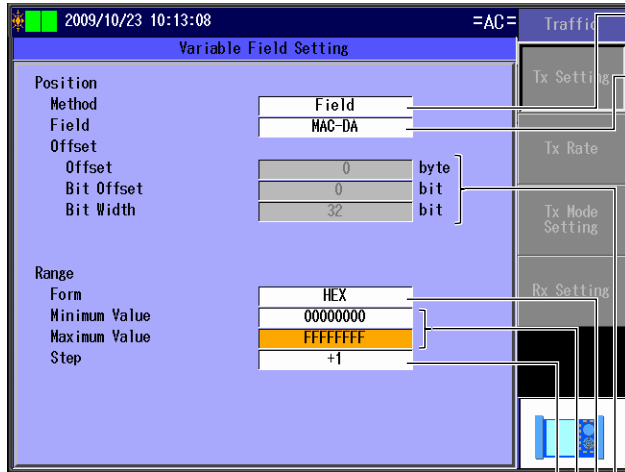 2009/10/23 10:13:08 =AC= Traffic
Variable Field Setting
Position
Method Field
Field MAC-DA
Offset
Offset 0 byte
Bit Offset 0 bit
Bit Width 32 bit
Range
Form HEX
Minimum Value 00000000
Maximum Value FFFFFFFF
Step +1
Tx Setting
Tx Rate
Tx Mode
Setting
Rx Setting